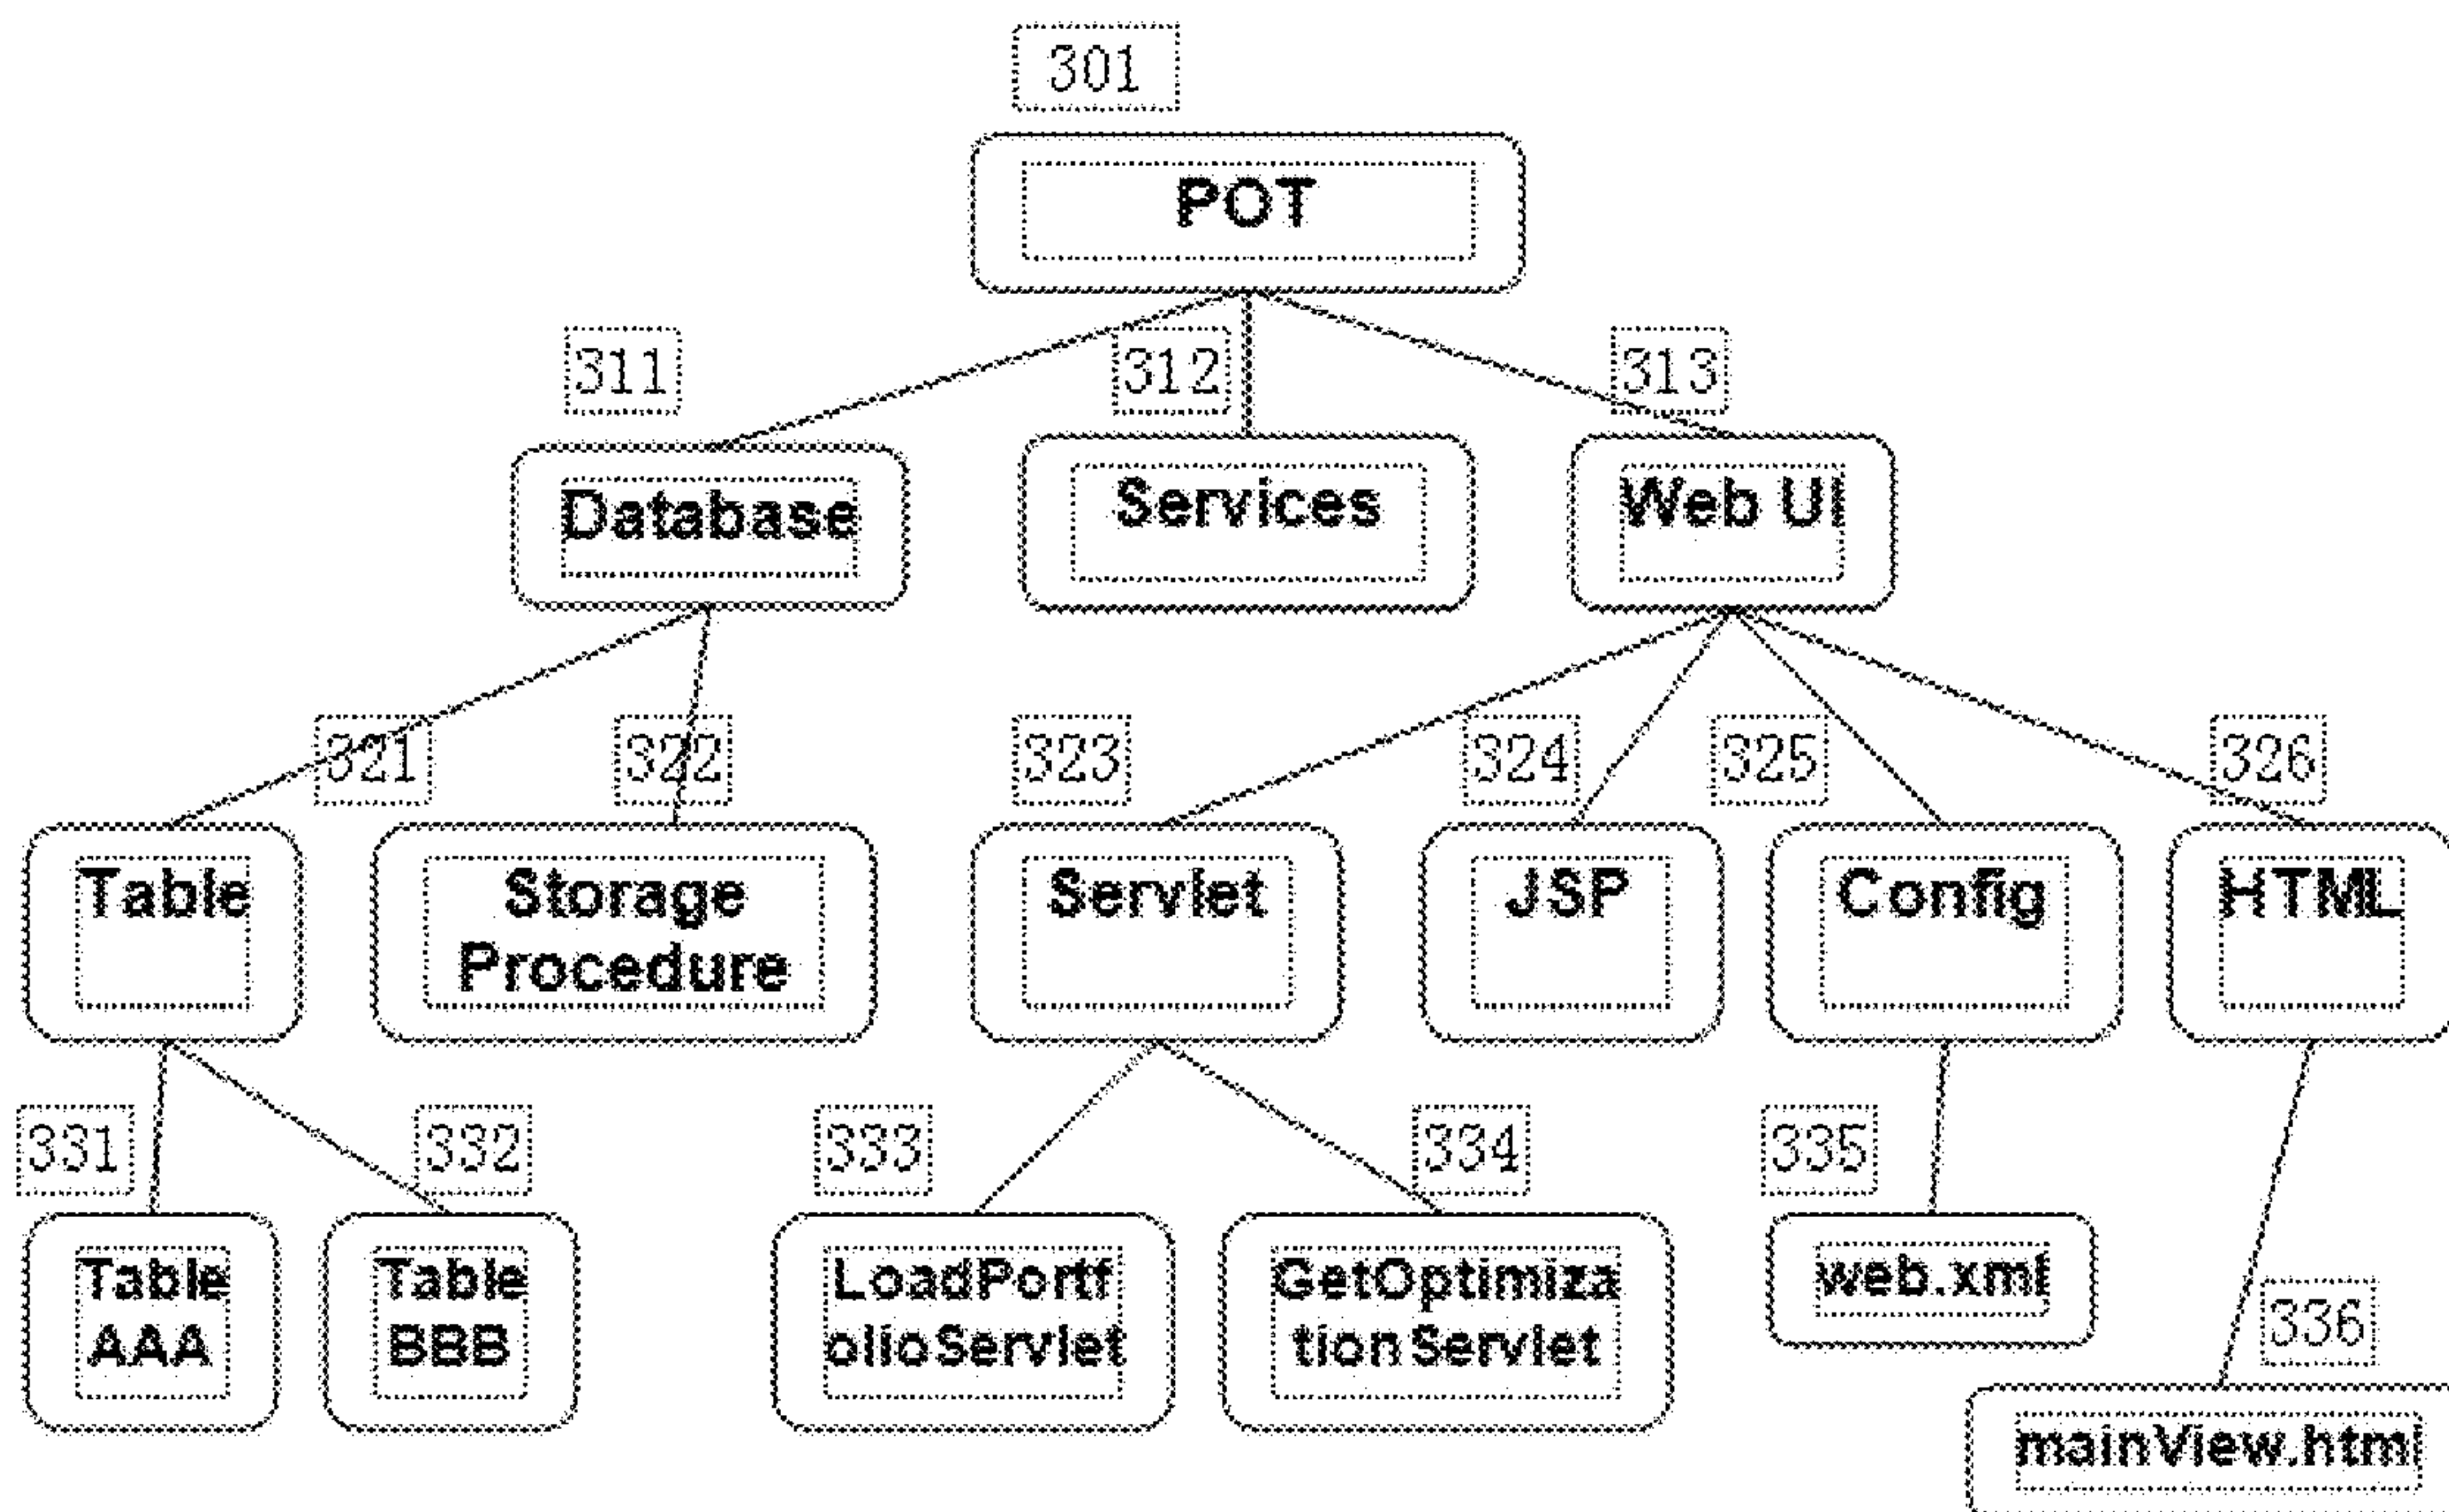 301
POT
311
312
313
Database
Services
Web UI
321
322
323
324
325
326
Table
Storage
Procedure
Servlet
JSP
Config
HTML
331
332
333
334
335
Table
AAA
Table
BBB
LoadPortf
olioServlet
GetOptimiza
tionServlet
web.xml
336
mainView.html